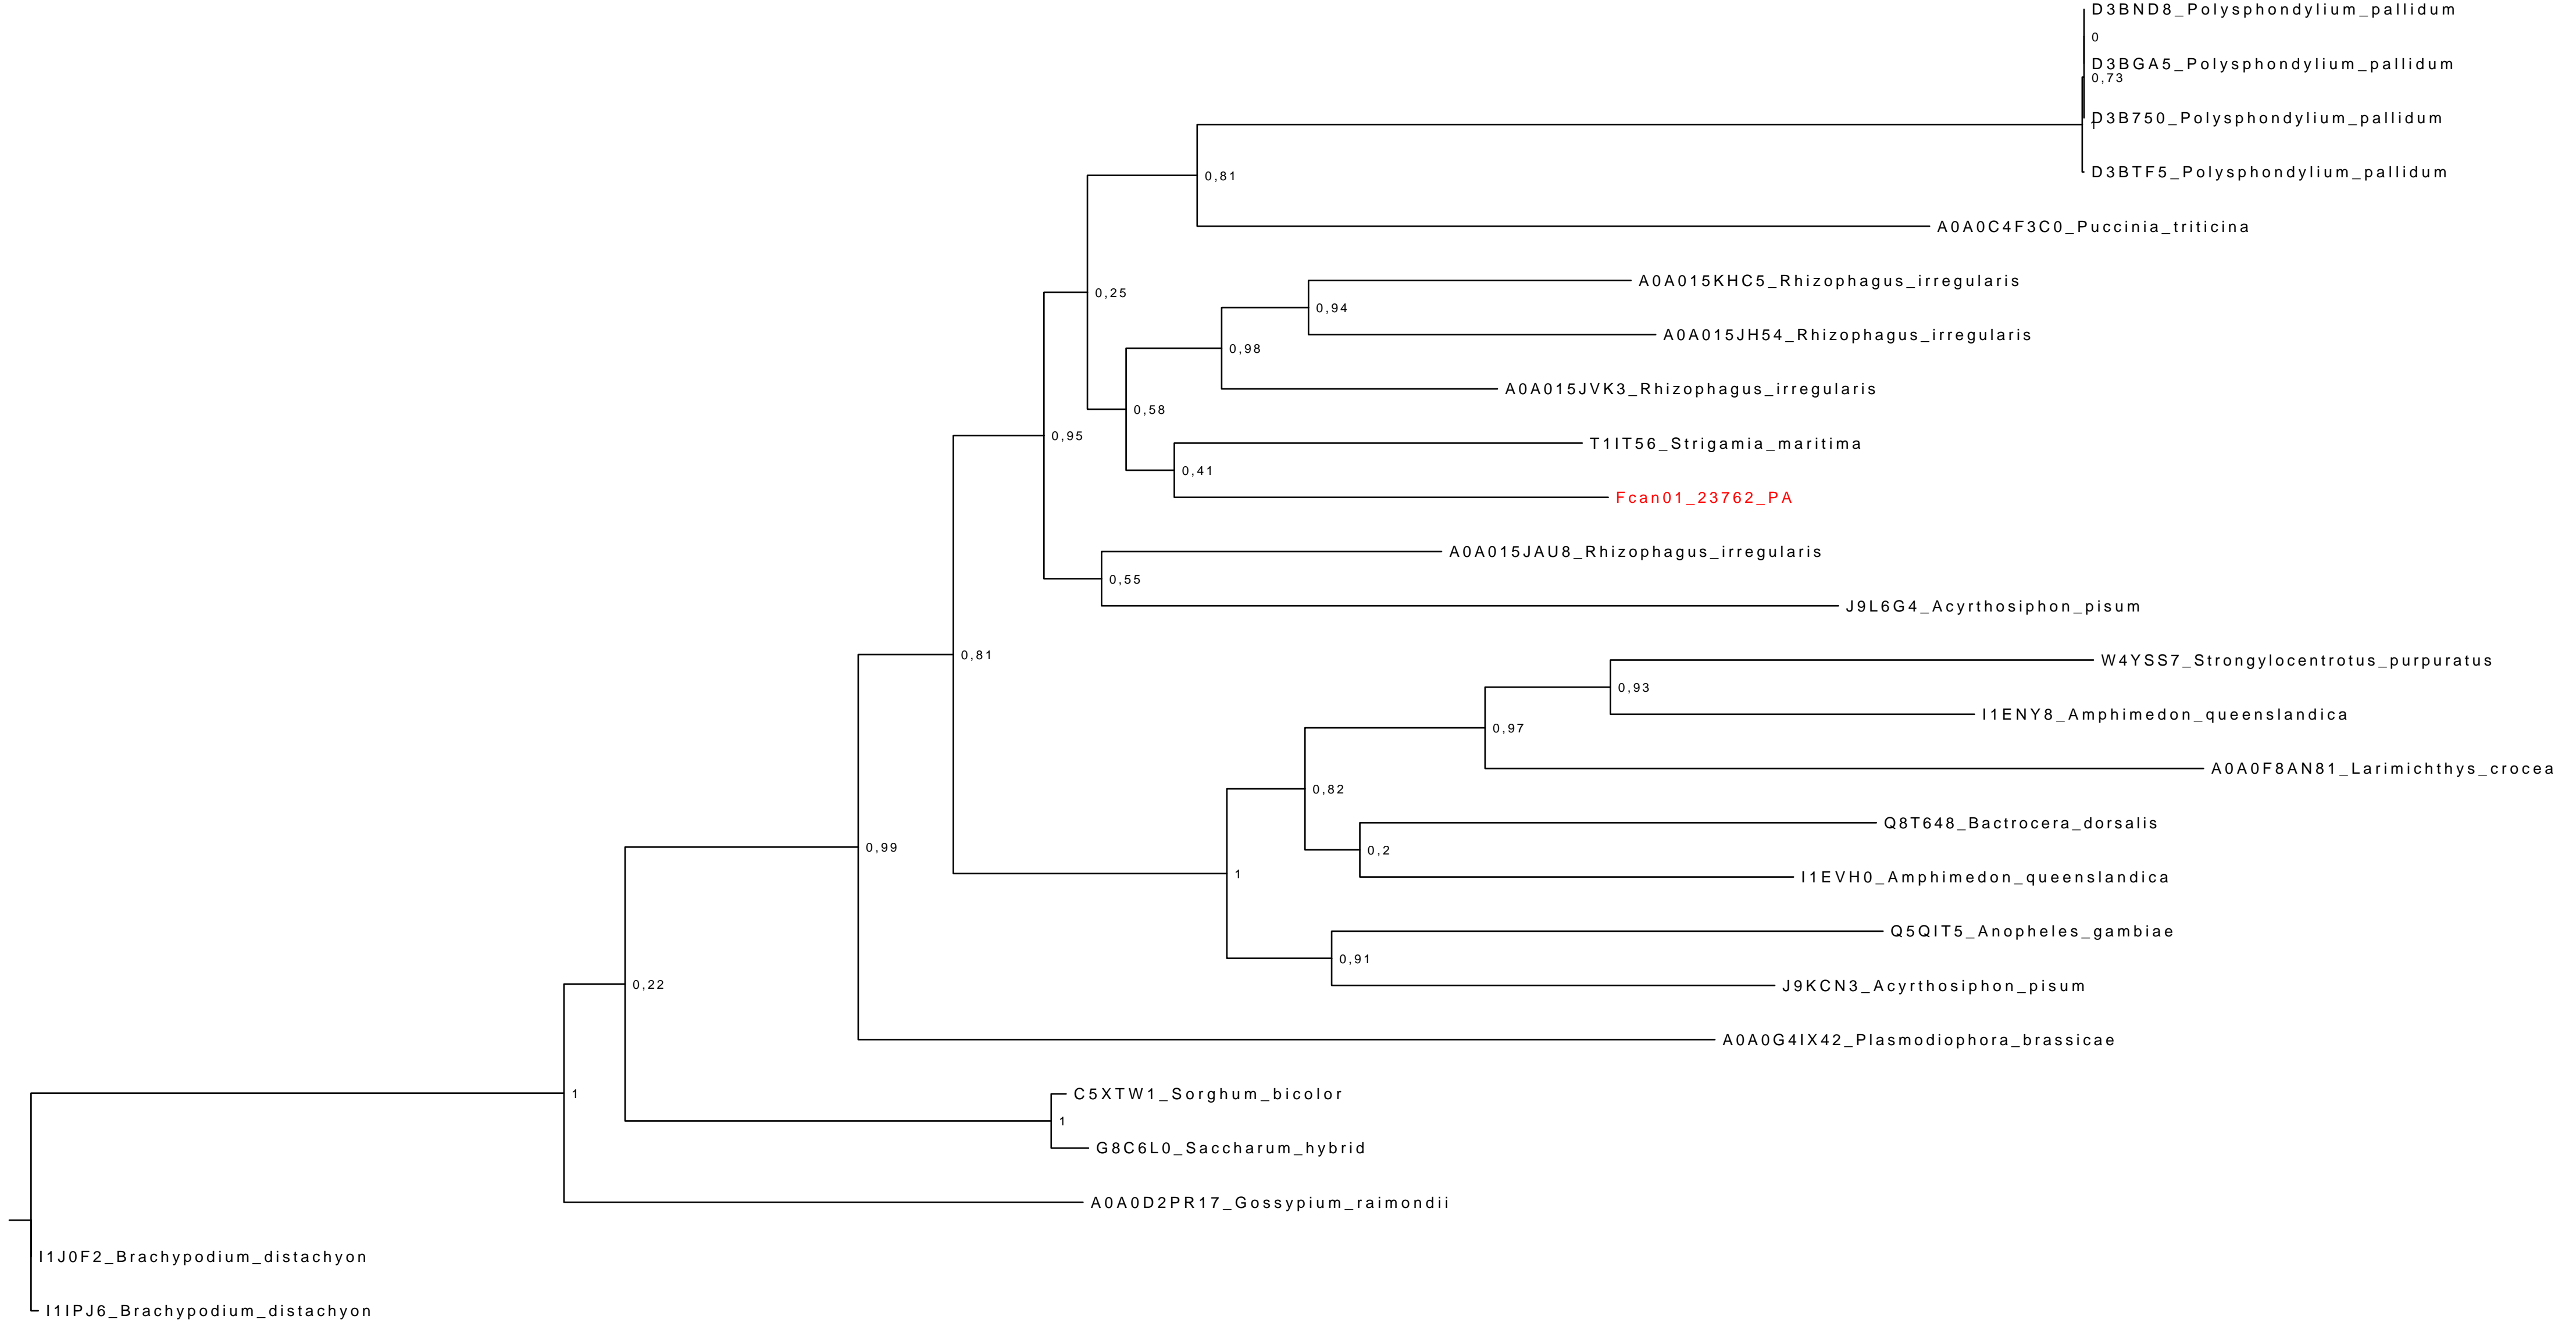 D3BND8_Polysphondylium_pallidum
0
D3BGA5_Polysphondylium_pallidum
0,73
D3B750_Polysphondylium_pallidum
1
D3BTF5_Polysphondylium_pallidum
0,81
A0A0C4F3C0_Puccinia_triticina
A0A015KHC5_Rhizophagus_irregularis
0,25
0,94
A0A015JH54_Rhizophagus_irregularis
0,98
A0A015JVK3_Rhizophagus_irregularis
0,58
0,95
T1IT56_Strigamia_maritima
0,41
Fcan01_23762_PA
A0A015JAU8_Rhizophagus_irregularis
0,55
J9L6G4_Acyrthosiphon_pisum
0,81
W4YSS7_Strongylocentrotus_purpuratus
0,93
I1ENY8_Amphimedon_queenslandica
0,97
A0A0F8AN81_Larimichthys_crocea
0,82
Q8T648_Bactrocera_dorsalis
0,99
0,2
1
I1EVH0_Amphimedon_queenslandica
Q5QIT5_Anopheles_gambiae
0,91
0,22
J9KCN3_Acyrthosiphon_pisum
A0A0G4IX42_Plasmodiophora_brassicae
1
C5XTW1_Sorghum_bicolor
1
G8C6L0_Saccharum_hybrid
A0A0D2PR17_Gossypium_raimondii
I1J0F2_Brachypodium_distachyon
I1IPJ6_Brachypodium_distachyon